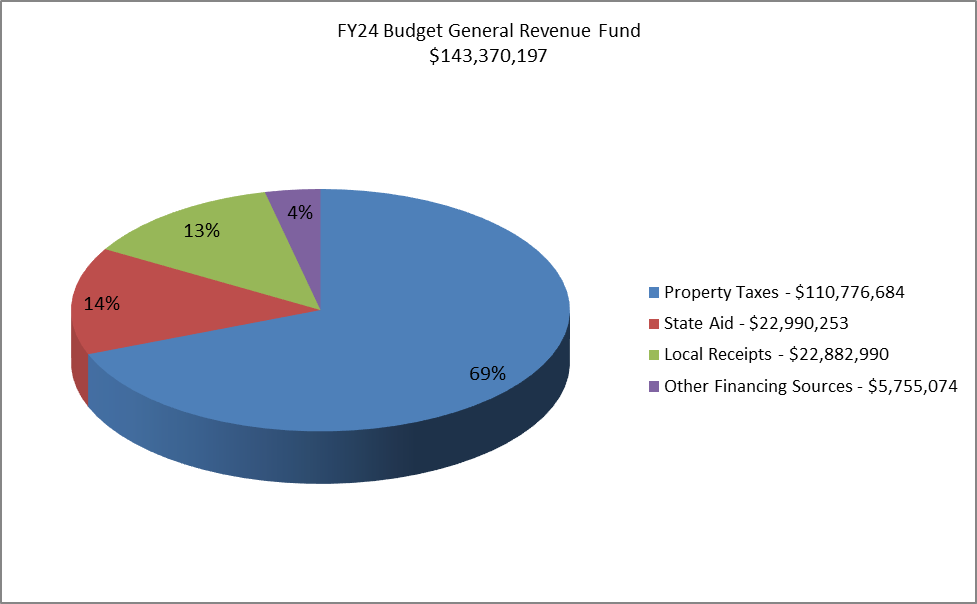 FY24 Budget General Revenue Fund
$143,370,197
4%
13%
14%
69%
Property Taxes - $110,776,684
State Aid - $22,990,253
Local Receipts - $22,882,990
Other Financing Sources - $5,755,074